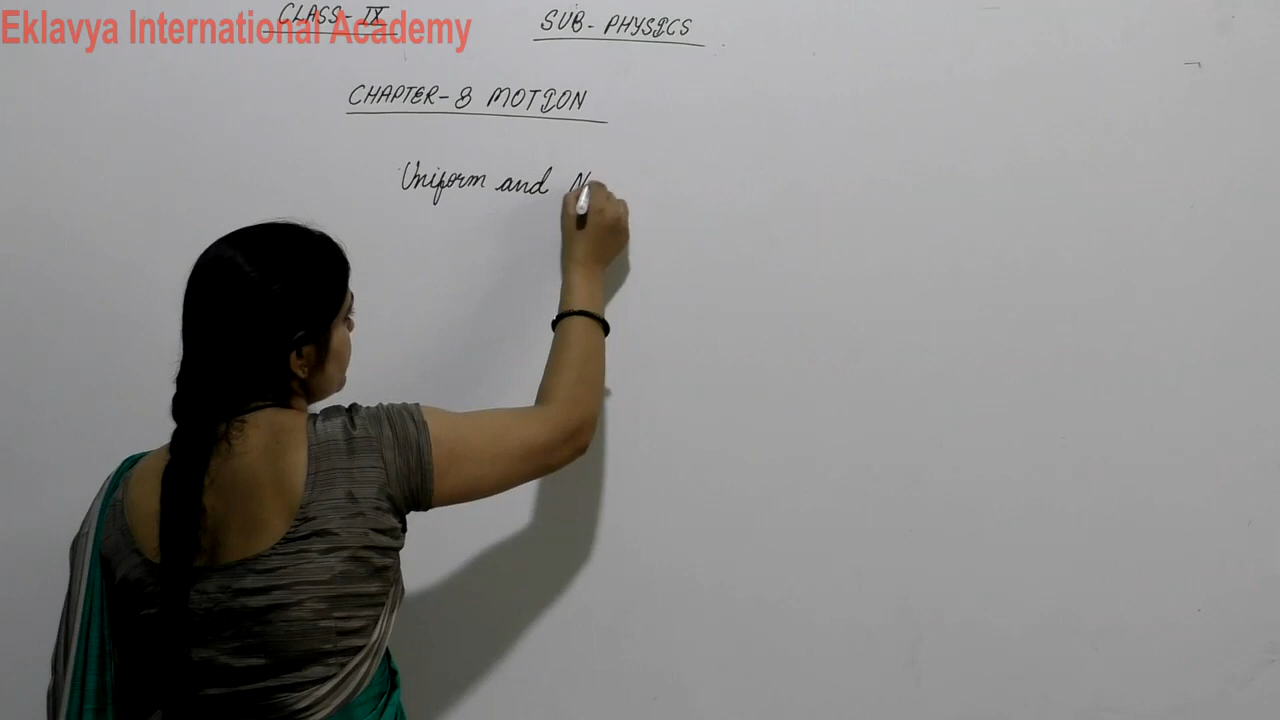 CLASS IX SUB- PHYSICS
Eklavya International Academy
CHAPTER-8 MOTION
Uniform and N